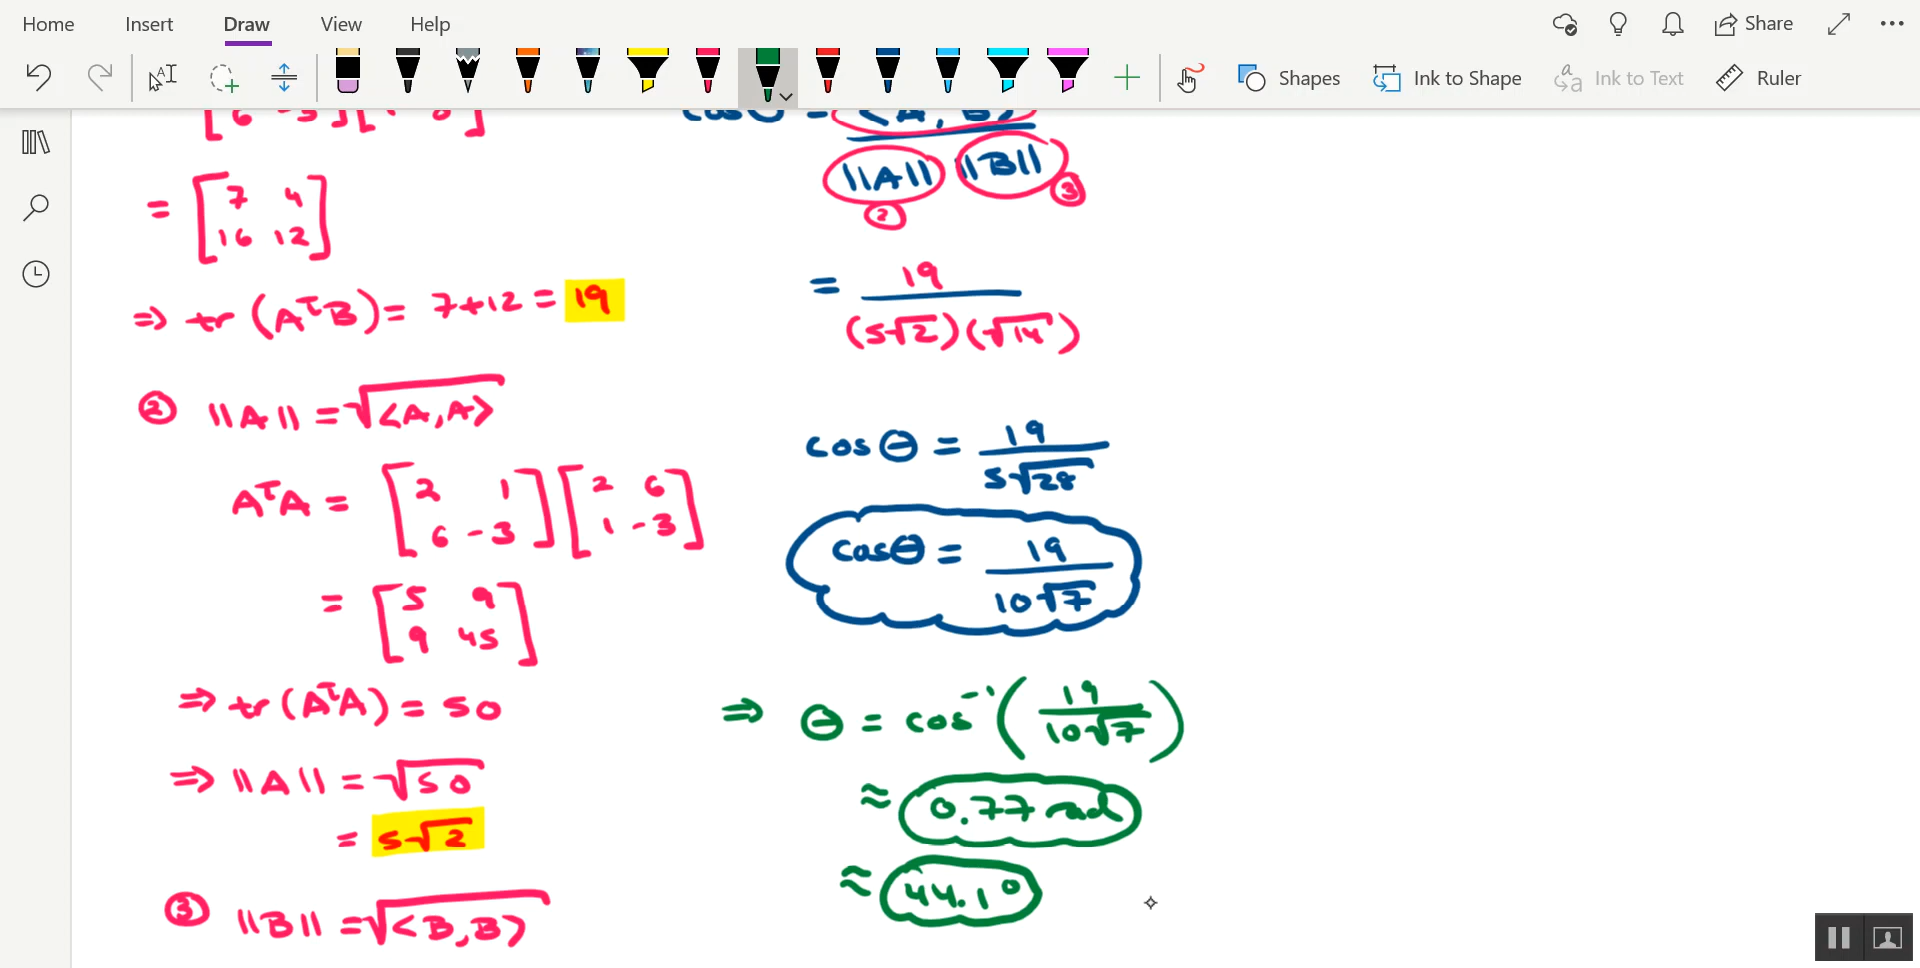 Home Insert Draw View Help Share
Shapes Ink to Shape Ink to Text Ruler
cos θ = ⟨A, B⟩
‖A‖ ‖B‖
② ③
= [7 4
16 12]
⇒ tr (AᵀB) = 7+12 = 19
② ‖A‖ = √⟨A, A⟩
AᵀA = [2 1
6 -3] [2 6
1 -3]
= [5 9
9 45]
⇒ tr (AᵀA) = 50
⇒ ‖A‖ = √50
= 5√2
③ ‖B‖ = √⟨B, B⟩
= 19
(5√2)(√14)
cos θ = 19
5√28
cos θ = 19
10√7
⇒ θ = cos⁻¹ (19
10√7)
≈ 0.77 rad
≈ 44.1°